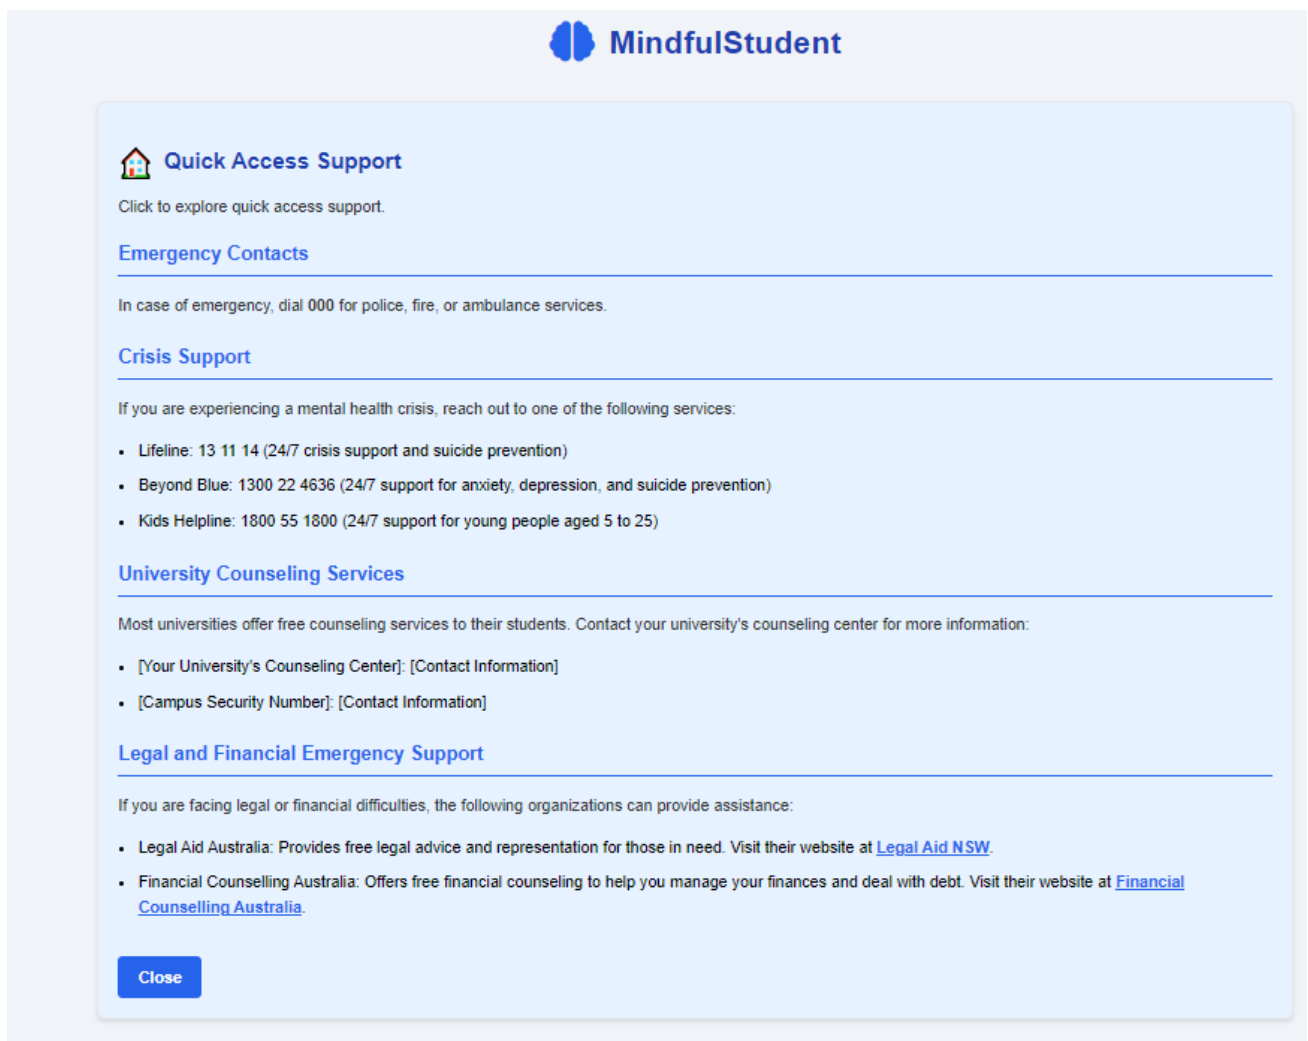 MindfulStudent
Quick Access Support
Click to explore quick access support.
Emergency Contacts
In case of emergency, dial 000 for police, fire, or ambulance services.
Crisis Support
If you are experiencing a mental health crisis, reach out to one of the following services:
• Lifeline: 13 11 14 (24/7 crisis support and suicide prevention)
• Beyond Blue: 1300 22 4636 (24/7 support for anxiety, depression, and suicide prevention)
• Kids Helpline: 1800 55 1800 (24/7 support for young people aged 5 to 25)
University Counseling Services
Most universities offer free counseling services to their students. Contact your university's counseling center for more information:
• [Your University's Counseling Center]: [Contact Information]
• [Campus Security Number]: [Contact Information]
Legal and Financial Emergency Support
If you are facing legal or financial difficulties, the following organizations can provide assistance:
• Legal Aid Australia: Provides free legal advice and representation for those in need. Visit their website at Legal Aid NSW.
• Financial Counselling Australia: Offers free financial counseling to help you manage your finances and deal with debt. Visit their website at Financial
Counselling Australia.
Close